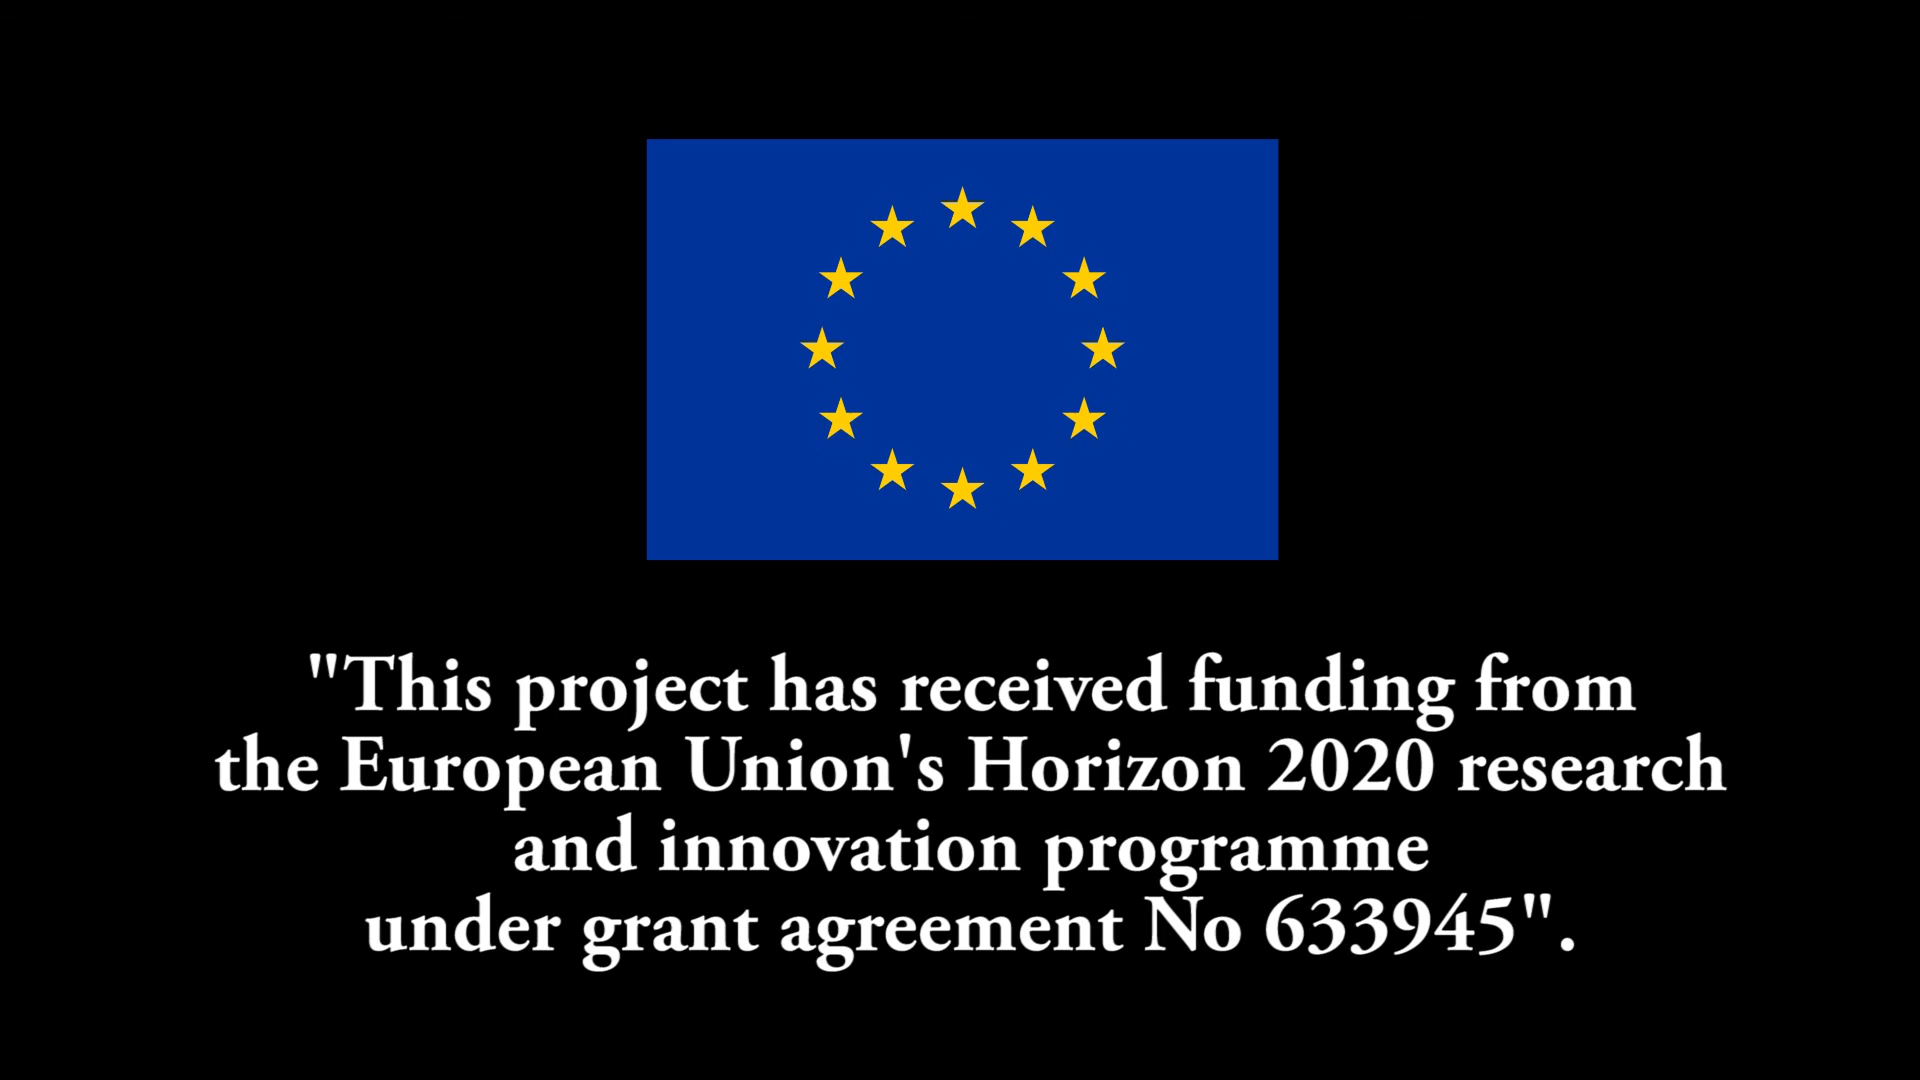 "This project has received funding from
the European Union's Horizon 2020 research
and innovation programme
under grant agreement No 633945".